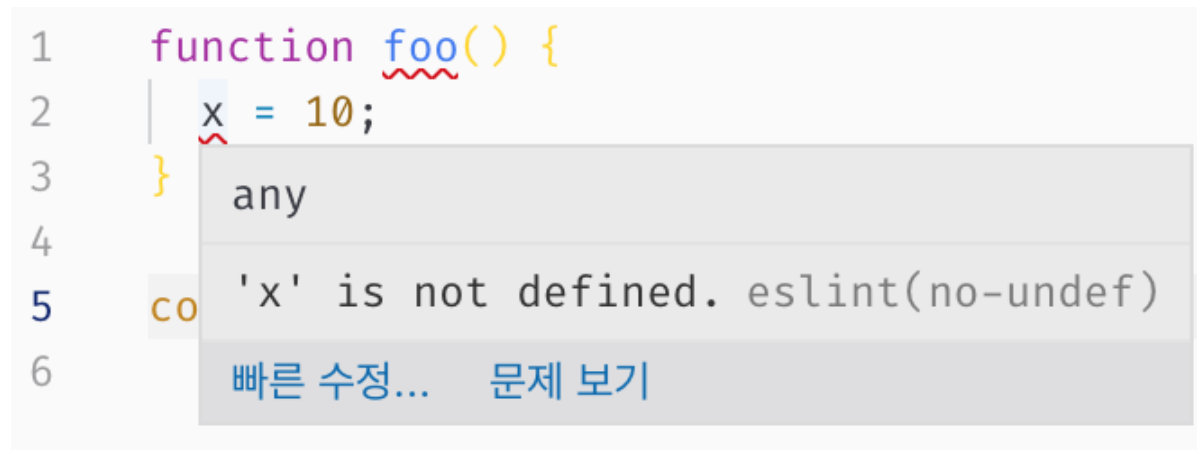 1 function foo() {
2 x = 10;
3 }
any
4
'x' is not defined. eslint(no-undef)
5 co
6
빠른 수정... 문제 보기